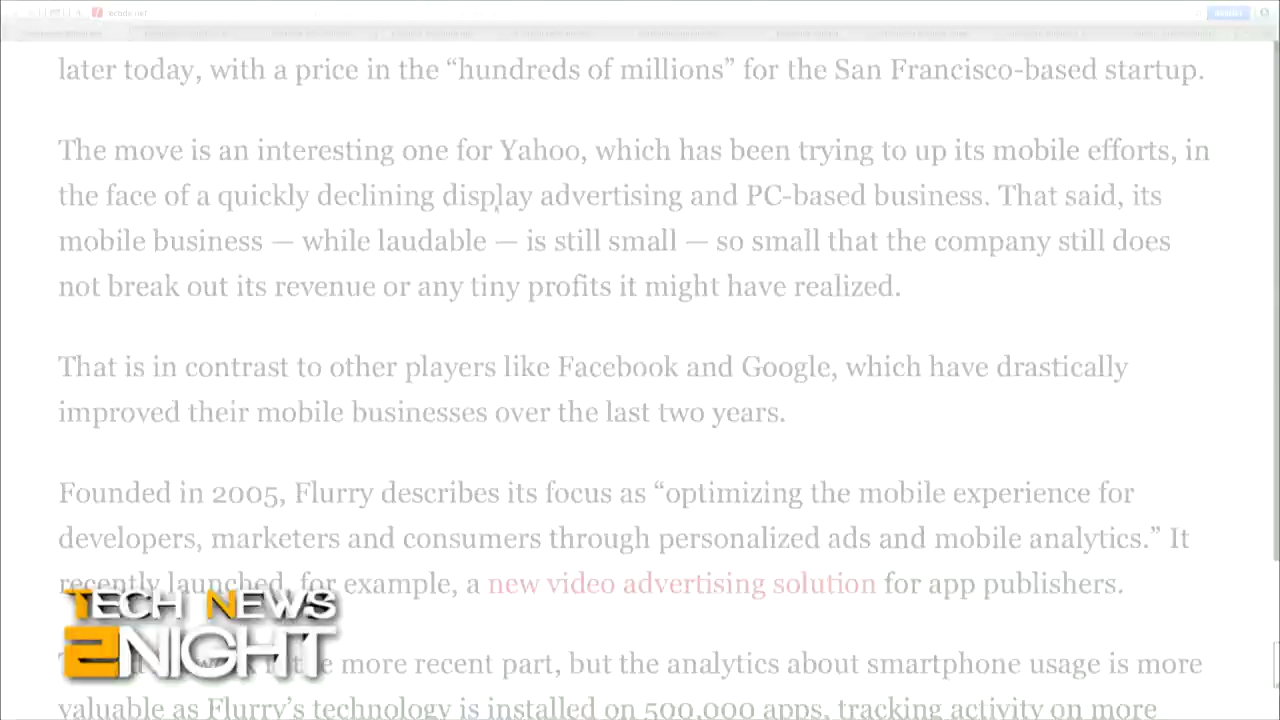 recode.net
later today, with a price in the “hundreds of millions” for the San Francisco-based startup.
The move is an interesting one for Yahoo, which has been trying to up its mobile efforts, in
the face of a quickly declining display advertising and PC-based business. That said, its
mobile business — while laudable — is still small — so small that the company still does
not break out its revenue or any tiny profits it might have realized.
That is in contrast to other players like Facebook and Google, which have drastically
improved their mobile businesses over the last two years.
Founded in 2005, Flurry describes its focus as “optimizing the mobile experience for
developers, marketers and consumers through personalized ads and mobile analytics.” It
recently launched, for example, a new video advertising solution for app publishers.
more recent part, but the analytics about smartphone usage is more
valuable as Flurry’s technology is installed on 500,000 apps, tracking activity on more
TECH NEWS
2NIGHT